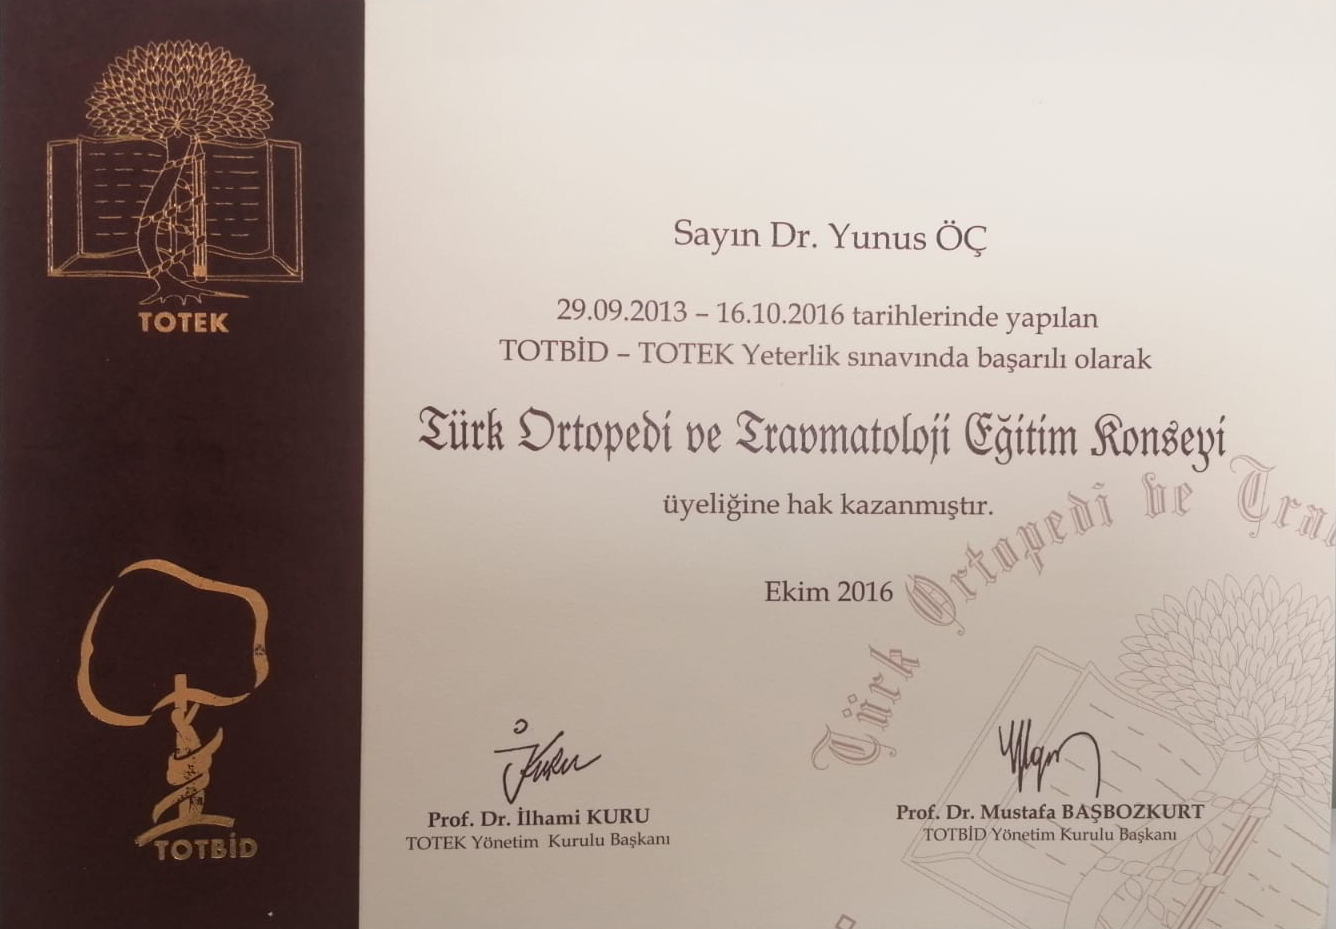 TOTEK
TOTBİD
Sayın Dr. Yunus ÖÇ
29.09.2013 – 16.10.2016 tarihlerinde yapılan
TOTBİD – TOTEK Yeterlik sınavında başarılı olarak
Türk Ortopedi ve Travmatoloji Eğitim Konseyi
üyeliğine hak kazanmıştır.
Ekim 2016
Türk Ortopedi ve
Prof. Dr. İlhami KURU
TOTEK Yönetim Kurulu Başkanı
Prof. Dr. Mustafa BAŞBOZKURT
TOTBİD Yönetim Kurulu Başkanı